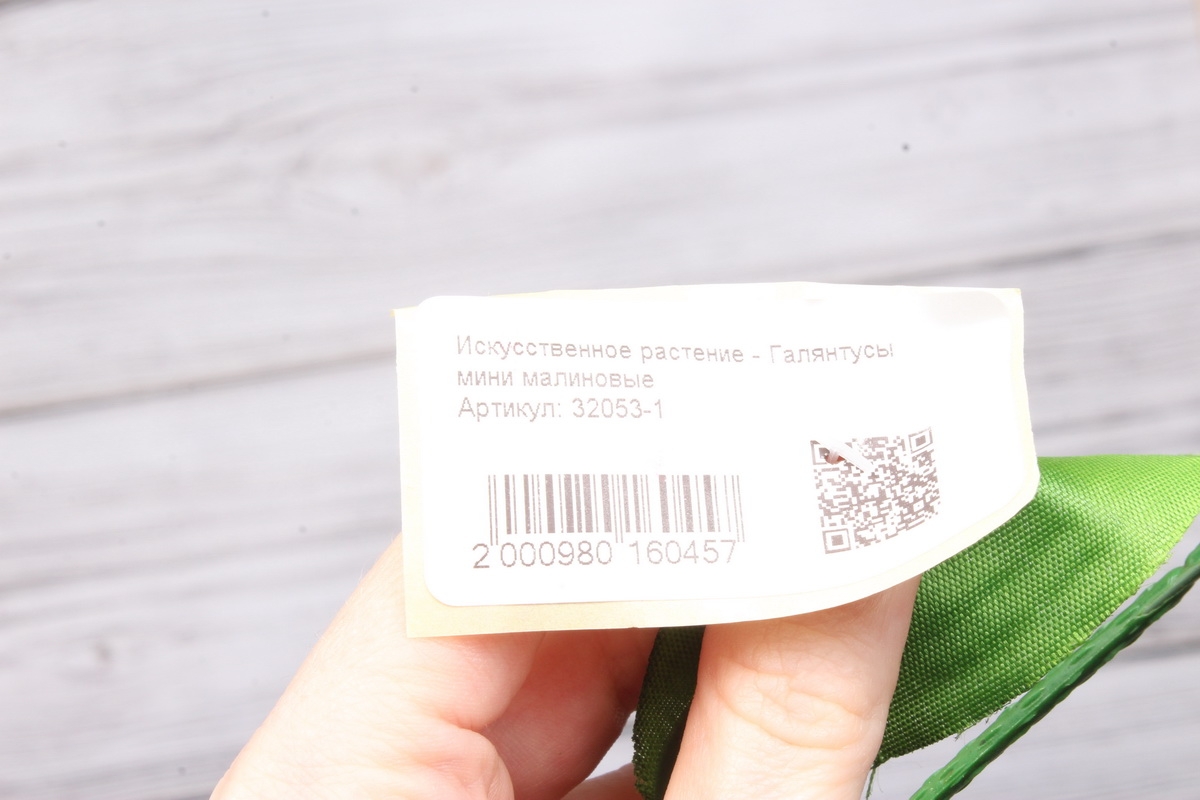 Искусственное растение - Галянтусы
мини малиновые
Артикул: 32053-1
2 000980 160457